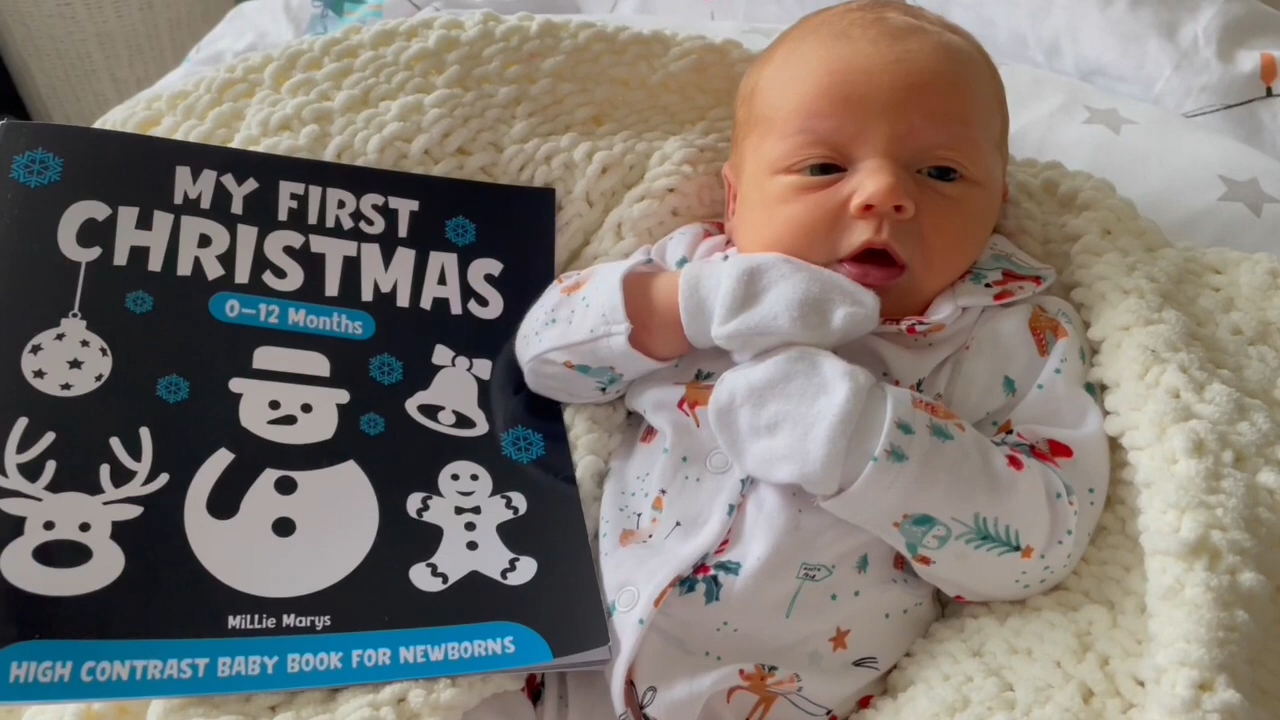 MY FIRST
CHRISTMAS
0–12 Months
MiLLie Marys
HIGH CONTRAST BABY BOOK FOR NEWBORNS